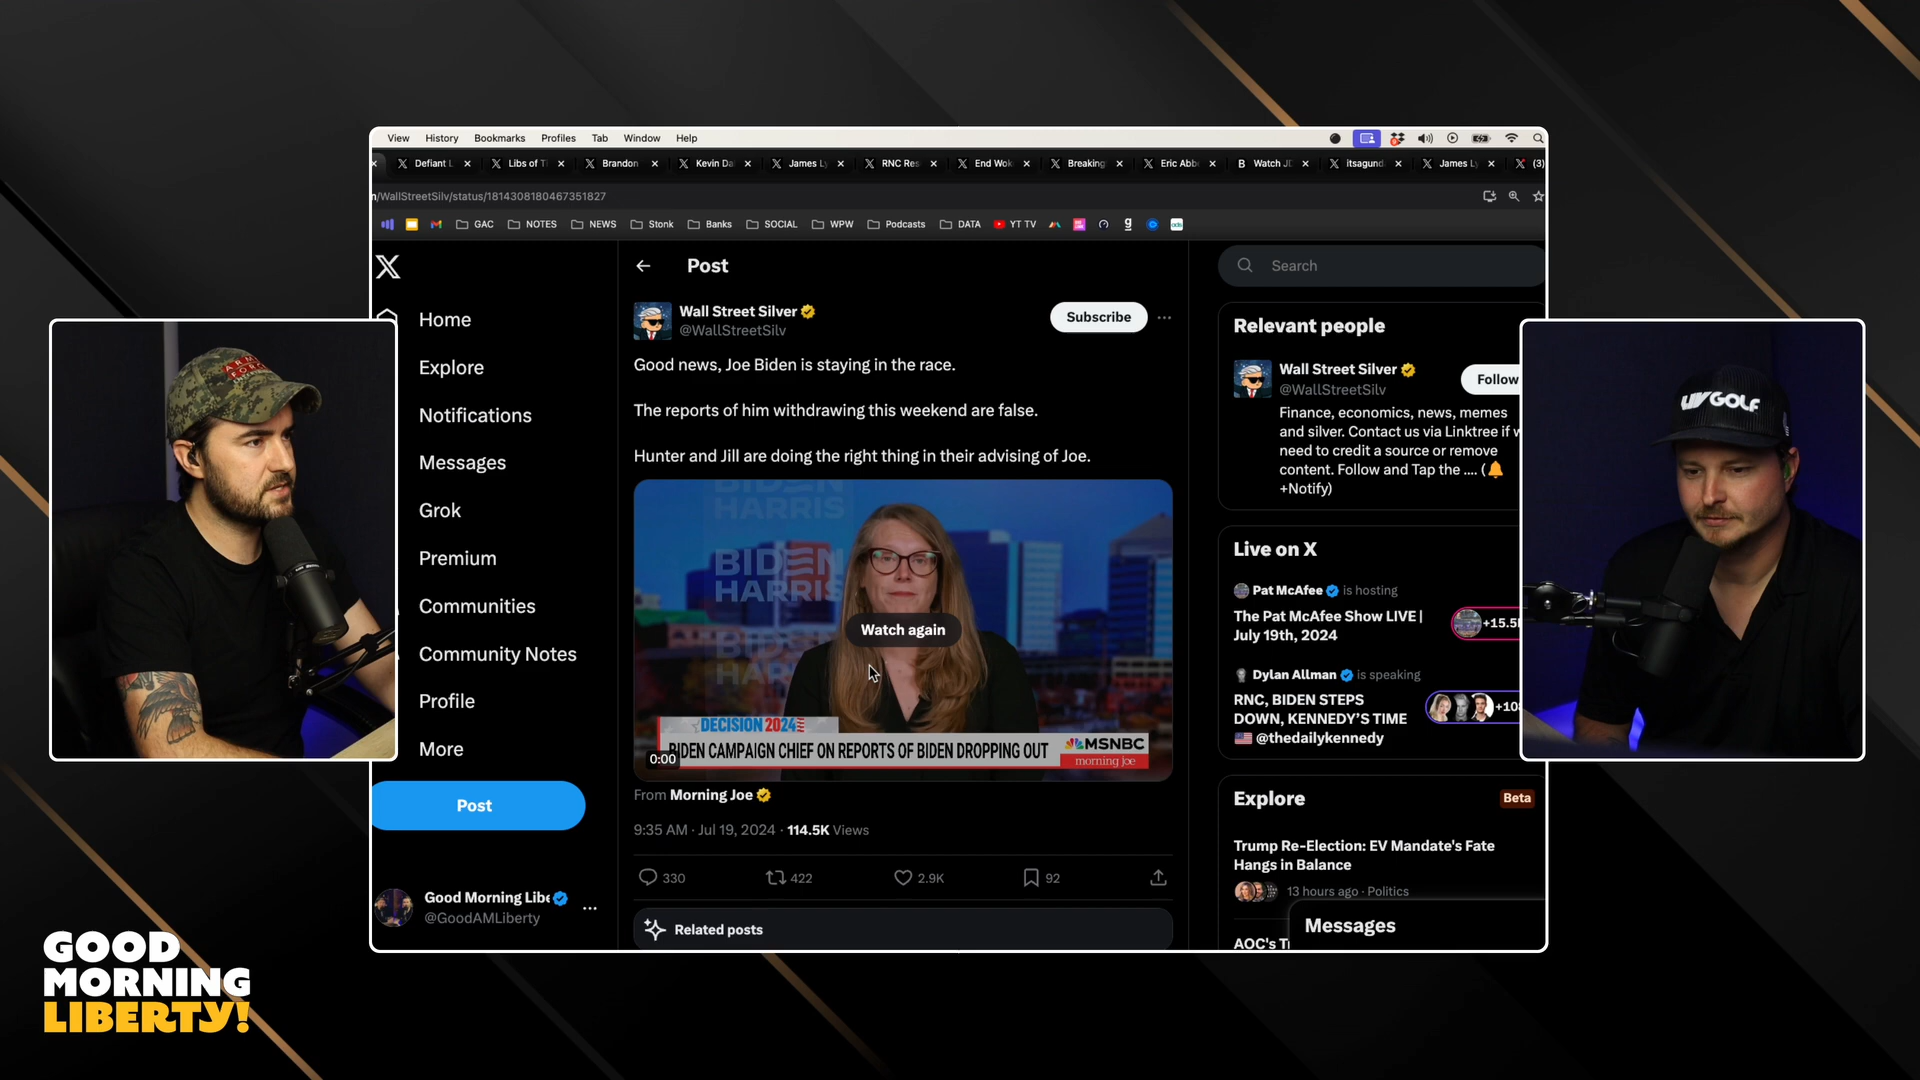 View History Bookmarks Profiles Tab Window Help
Defiant L Libs of T Brandon Kevin Da James Ly RNC Res End Wok Breaking Eric Abb B Watch JD itsagund James Ly (3)
/WallStreetSilv/status/1814308180467351827
GAC NOTES NEWS Stonk Banks SOCIAL WPW Podcasts DATA YT TV
Home
Explore
Notifications
Messages
Grok
Premium
Communities
Community Notes
Profile
More
Post
Good Morning Libe
@GoodAMLiberty
Post
Wall Street Silver
@WallStreetSilv
Subscribe
Good news, Joe Biden is staying in the race.
The reports of him withdrawing this weekend are false.
Hunter and Jill are doing the right thing in their advising of Joe.
BIDEN
HARRIS
BIDEN
HARRIS
Watch again
DECISION 2024
BIDEN CAMPAIGN CHIEF ON REPORTS OF BIDEN DROPPING OUT
MSNBC
morning joe
0:00
From Morning Joe
9:35 AM · Jul 19, 2024 · 114.5K Views
330 422 2.9K 92
Related posts
Search
Relevant people
Wall Street Silver
@WallStreetSilv
Follow
Finance, economics, news, memes
and silver. Contact us via Linktree if
need to credit a source or remove
content. Follow and Tap the .... (🔔
+Notify)
Live on X
Pat McAfee is hosting
The Pat McAfee Show LIVE |
July 19th, 2024
+15.5
Dylan Allman is speaking
RNC, BIDEN STEPS
DOWN, KENNEDY'S TIME
🇺🇸 @thedailykennedy
+10
Explore
Beta
Trump Re-Election: EV Mandate's Fate
Hangs in Balance
13 hours ago · Politics
AOC's T
Messages
LIV GOLF
GOOD
MORNING
LIBERTY!